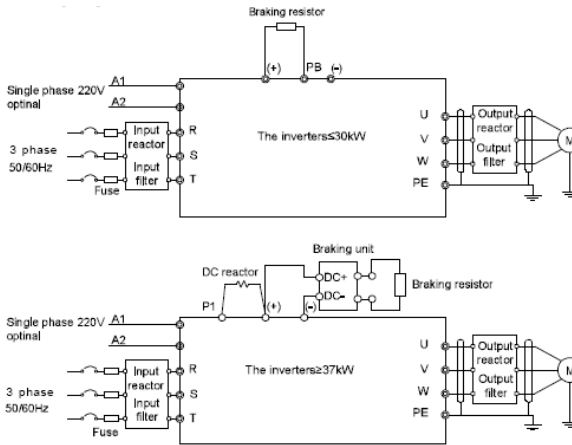 Braking resistor
(+) PB (-)
Single phase 220V
optinal
A1
A2
3 phase
50/60Hz
Fuse
Input
reactor
Input
filter
R
S
T
The inverters≤30kW
U
V
W
PE
Output
reactor
Output
filter
M
Braking unit
DC reactor
DC+
DC-
Braking resistor
P1 (+) (-)
Single phase 220V
optinal
A1
A2
3 phase
50/60Hz
Fuse
Input
reactor
Input
filter
R
S
T
The inverters≥37kW
U
V
W
PE
Output
reactor
Output
filter
M